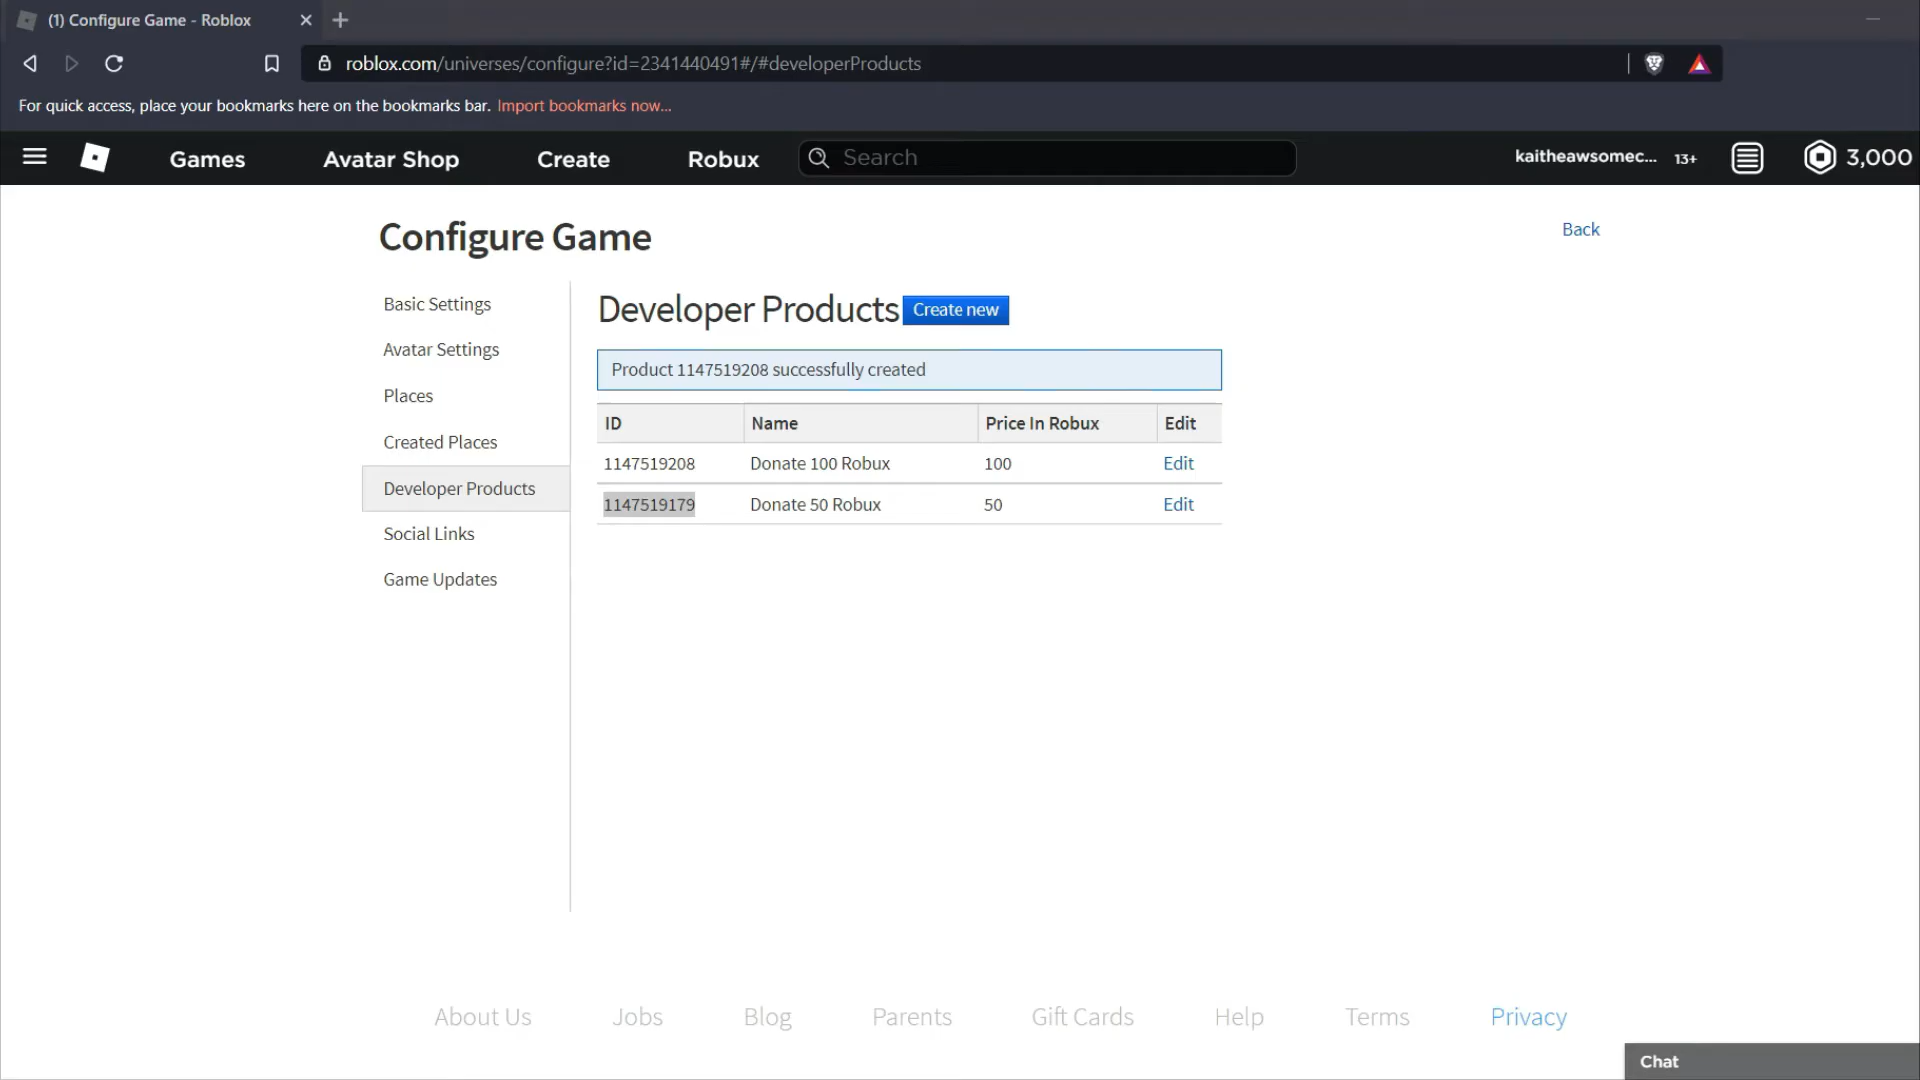 (1) Configure Game - Roblox
roblox.com/universes/configure?id=2341440491#/#developerProducts
For quick access, place your bookmarks here on the bookmarks bar. Import bookmarks now...
Games Avatar Shop Create Robux Search kaitheawsomec... 13+ 3,000
Configure Game
Back
Basic Settings
Avatar Settings
Places
Created Places
Developer Products
Social Links
Game Updates
Developer Products Create new
Product 1147519208 successfully created
ID Name Price In Robux Edit
1147519208 Donate 100 Robux 100 Edit
1147519179 Donate 50 Robux 50 Edit
About Us Jobs Blog Parents Gift Cards Help Terms Privacy
Chat